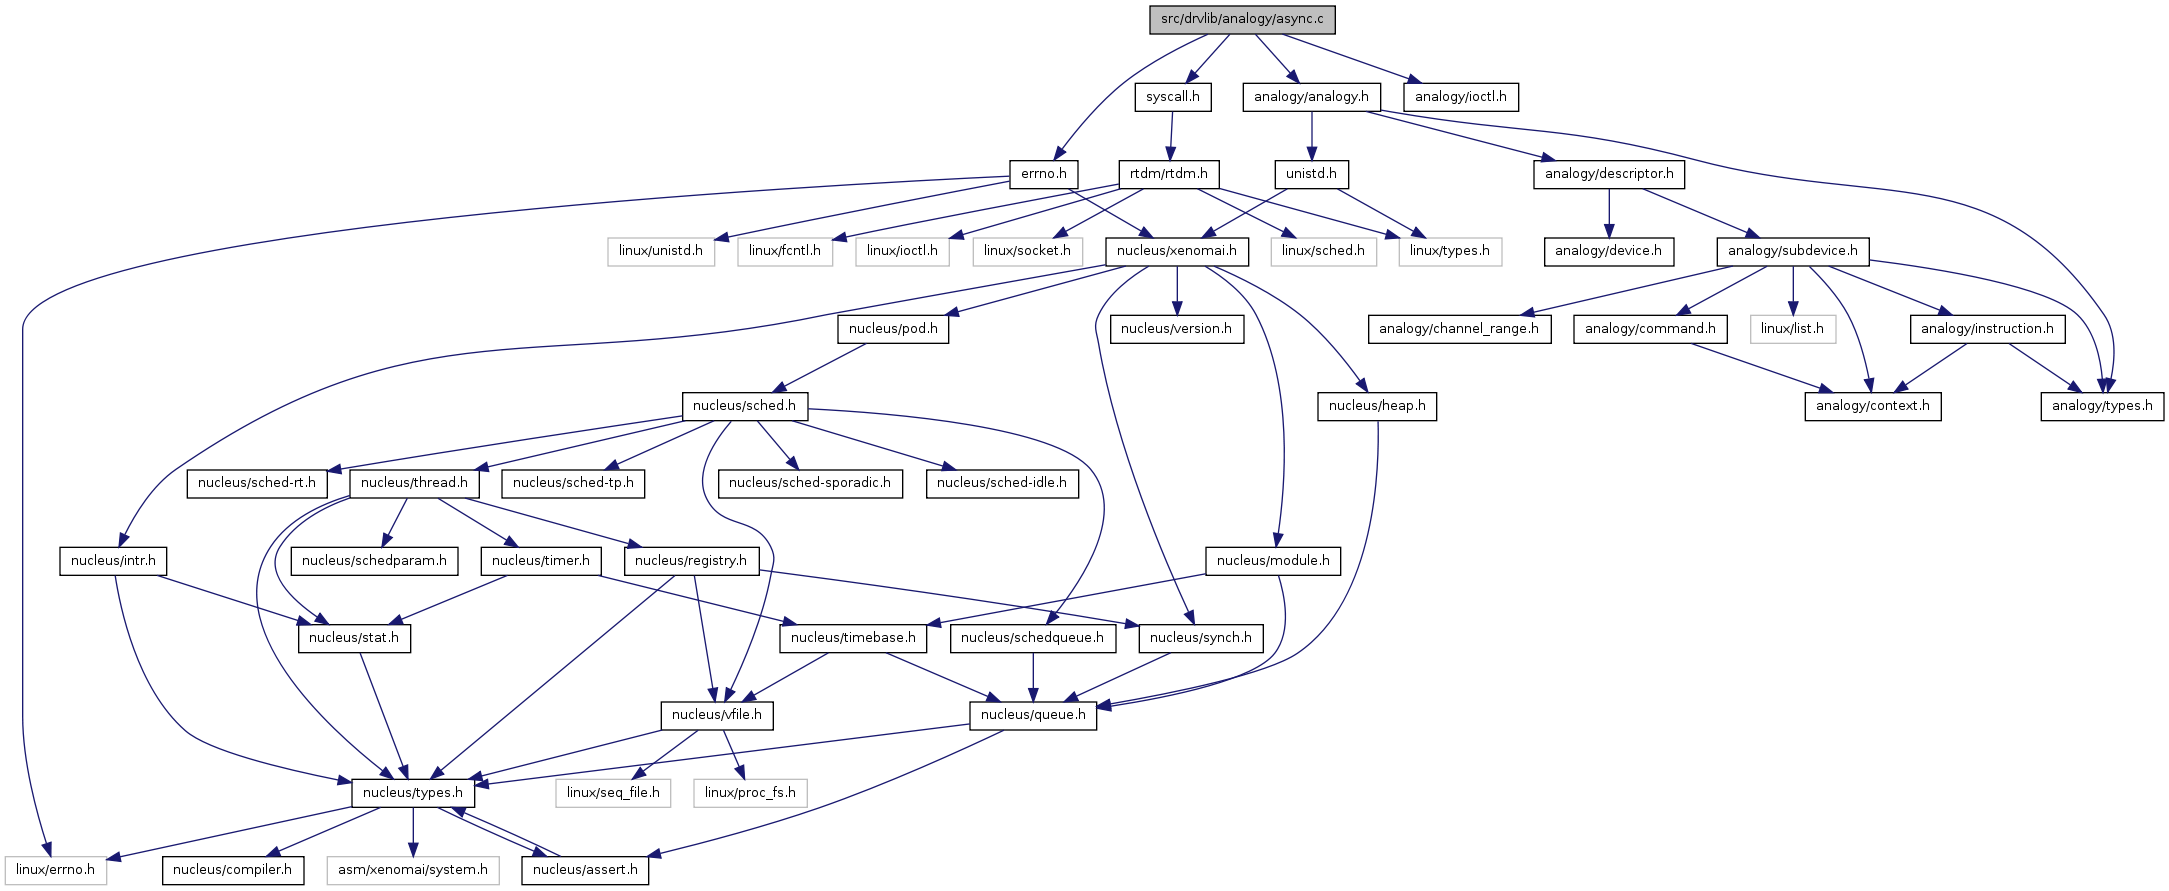 src/drvlib/analogy/async.c
syscall.h
analogy/analogy.h
analogy/ioctl.h
errno.h
rtdm/rtdm.h
unistd.h
analogy/descriptor.h
linux/unistd.h
linux/fcntl.h
linux/ioctl.h
linux/socket.h
nucleus/xenomai.h
linux/sched.h
linux/types.h
analogy/device.h
analogy/subdevice.h
nucleus/pod.h
nucleus/version.h
analogy/channel_range.h
analogy/command.h
linux/list.h
analogy/instruction.h
nucleus/sched.h
nucleus/heap.h
analogy/context.h
analogy/types.h
nucleus/sched-rt.h
nucleus/thread.h
nucleus/sched-tp.h
nucleus/sched-sporadic.h
nucleus/sched-idle.h
nucleus/intr.h
nucleus/schedparam.h
nucleus/timer.h
nucleus/registry.h
nucleus/module.h
nucleus/stat.h
nucleus/timebase.h
nucleus/schedqueue.h
nucleus/synch.h
nucleus/vfile.h
nucleus/queue.h
nucleus/types.h
linux/seq_file.h
linux/proc_fs.h
linux/errno.h
nucleus/compiler.h
asm/xenomai/system.h
nucleus/assert.h